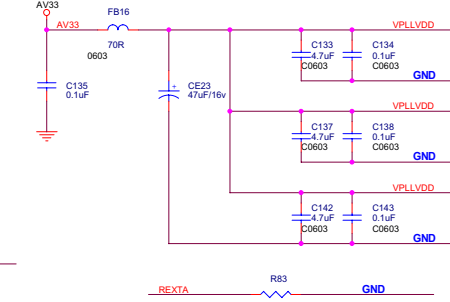 AV33
FB16
AV33
VPLLVDD
70R
0603
C133
4.7uF
C0603
C134
0.1uF
C0603
GND
C135
0.1uF
CE23
47uF/16v
VPLLVDD
C137
4.7uF
C0603
C138
0.1uF
C0603
GND
VPLLVDD
C142
4.7uF
C0603
C143
0.1uF
C0603
GND
R83
REXTA
GND